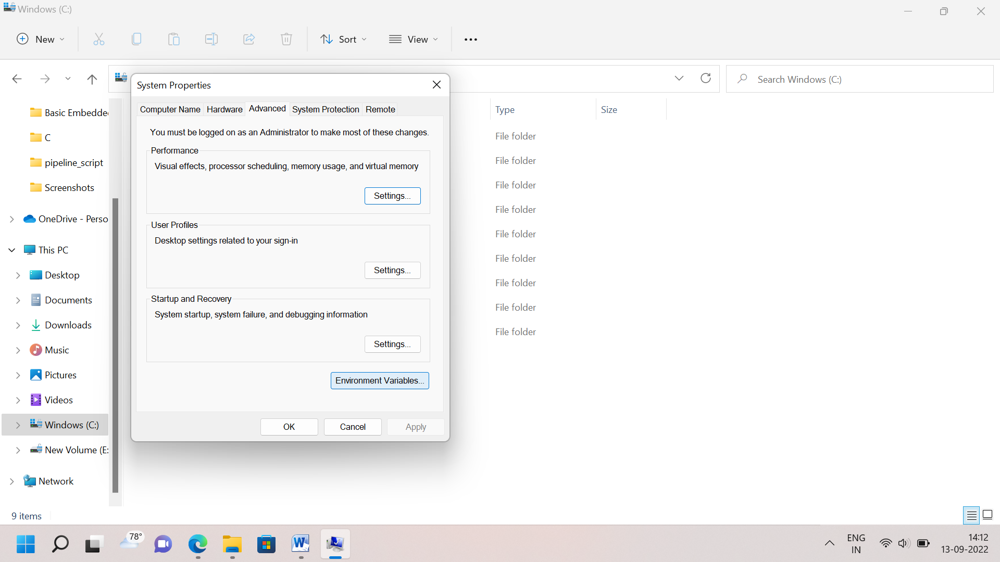 Windows (C:)
New
Sort
View
Search Windows (C:)
System Properties
Computer Name
Hardware
Advanced
System Protection
Remote
You must be logged on as an Administrator to make most of these changes.
Performance
Visual effects, processor scheduling, memory usage, and virtual memory
Settings...
User Profiles
Desktop settings related to your sign-in
Settings...
Startup and Recovery
System startup, system failure, and debugging information
Settings...
Environment Variables...
OK
Cancel
Apply
Type
Size
File folder
File folder
File folder
File folder
File folder
File folder
File folder
File folder
File folder
Basic Embedde
C
pipeline_script
Screenshots
OneDrive - Perso
This PC
Desktop
Documents
Downloads
Music
Pictures
Videos
Windows (C:)
New Volume (E:
Network
9 items
78°
W
ENG
IN
14:12
13-09-2022